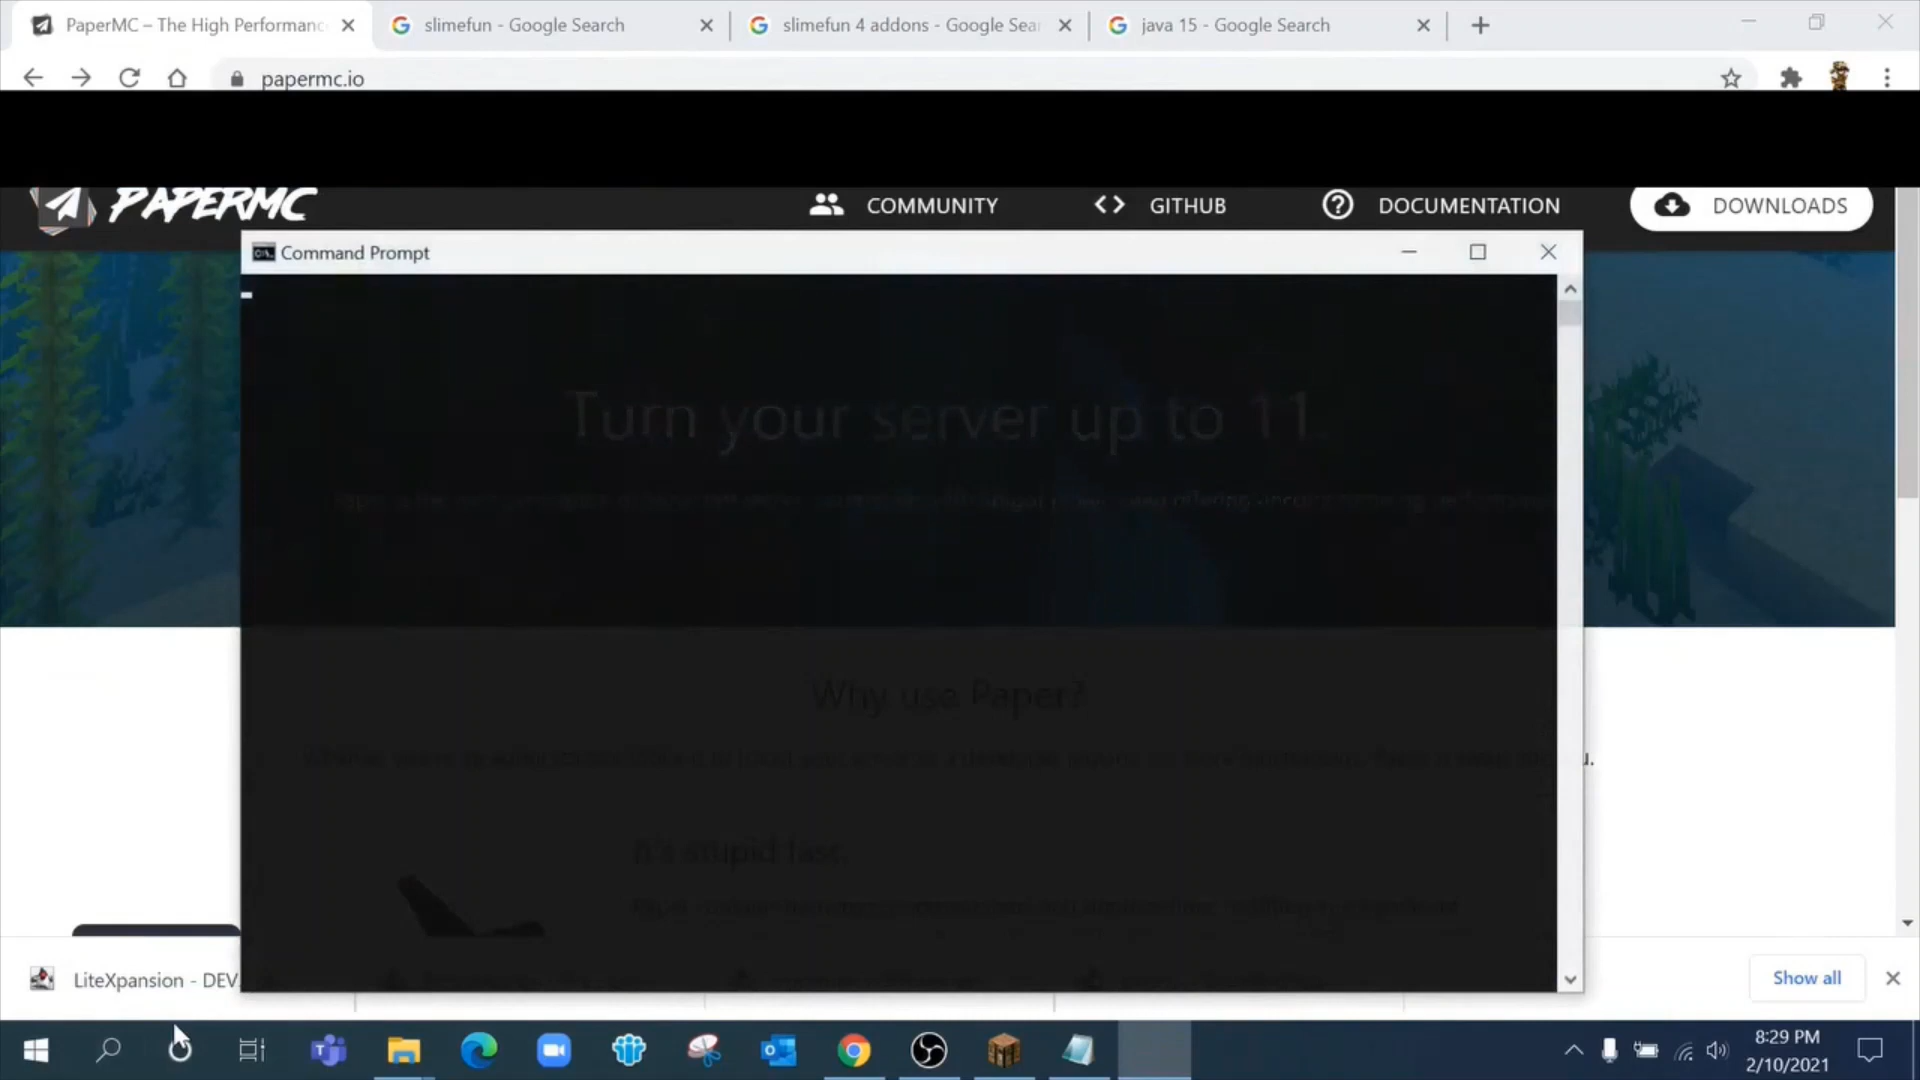 PaperMC – The High Performanc
slimefun - Google Search
slimefun 4 addons - Google Sea
java 15 - Google Search
papermc.io
PAPERMC
COMMUNITY
GITHUB
DOCUMENTATION
DOWNLOADS
Command Prompt
Turn your server up to 11.
Why use Paper?
u.
It's stupid fast.
LiteXpansion - DEV
Show all
8:29 PM
2/10/2021